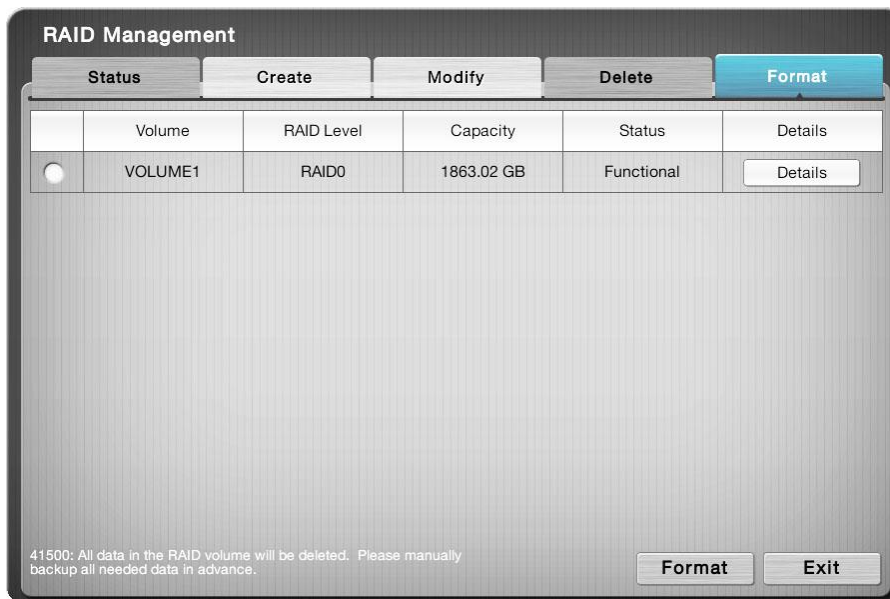 RAID Management
Status Create Modify Delete Format
Volume RAID Level Capacity Status Details
VOLUME1 RAID0 1863.02 GB Functional Details
41500: All data in the RAID volume will be deleted. Please manually
backup all needed data in advance.
Format Exit